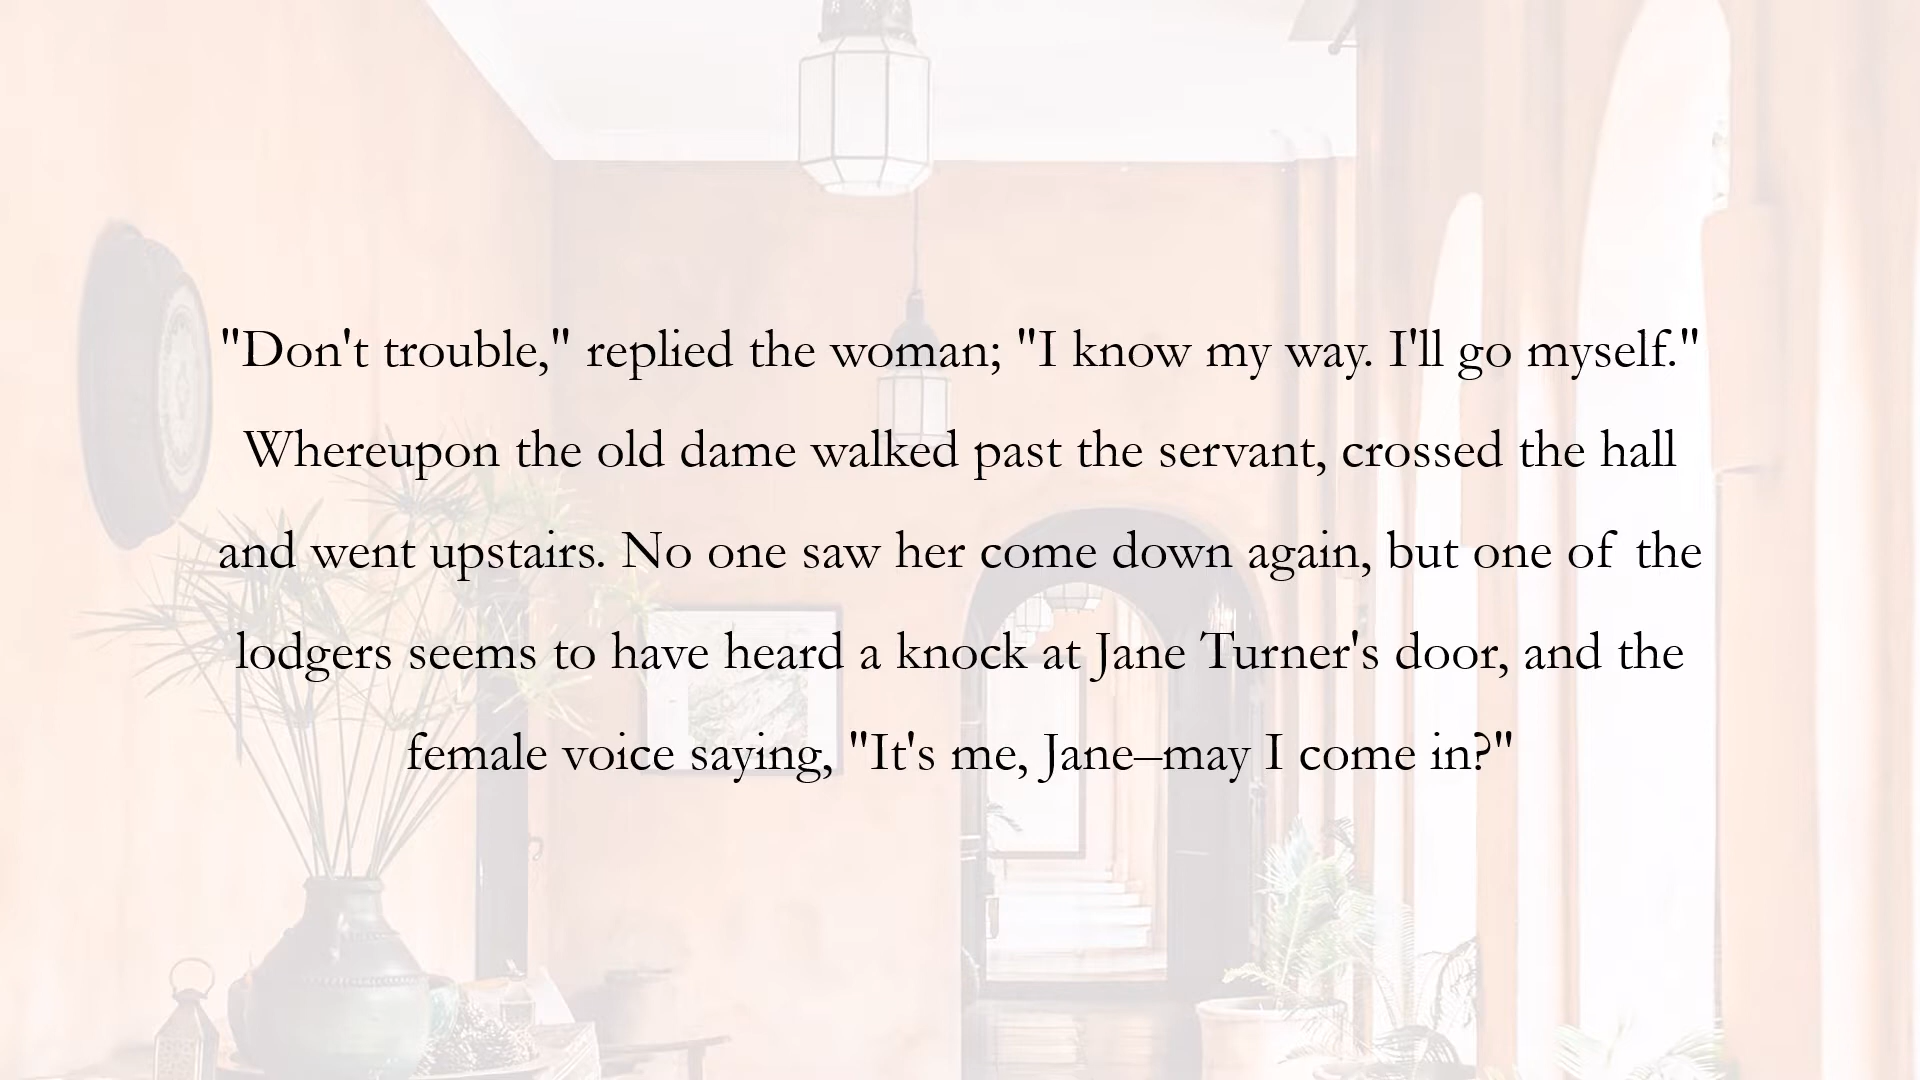 "Don't trouble," replied the woman; "I know my way. I'll go myself."
Whereupon the old dame walked past the servant, crossed the hall
and went upstairs. No one saw her come down again, but one of the
lodgers seems to have heard a knock at Jane Turner's door, and the
female voice saying, "It's me, Jane–may I come in?"